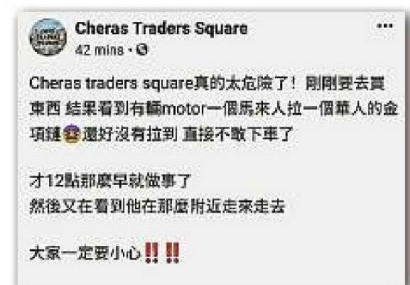 Cheras Traders Square
42 mins ·
Cheras traders square真的太危險了！剛剛要去買
東西 結果看到有輛motor一個馬來人拉一個華人的金
項鏈😨還好沒有拉到 直接不敢下車了
才12點那麼早就做事了
然後又在看到他在那麼附近走來走去
大家一定要小心‼️‼️